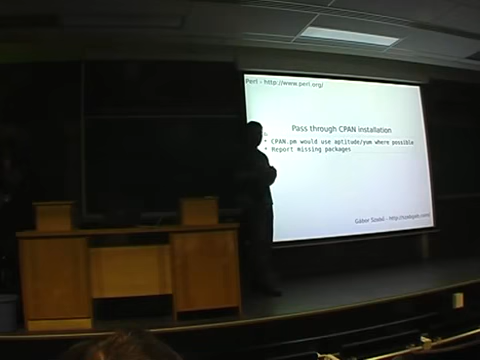 Perl - http://www.perl.org/
Pass through CPAN installation
• CPAN.pm would use aptitude/yum where possible
• Report missing packages
Gábor Szabó - http://szabgab.com/